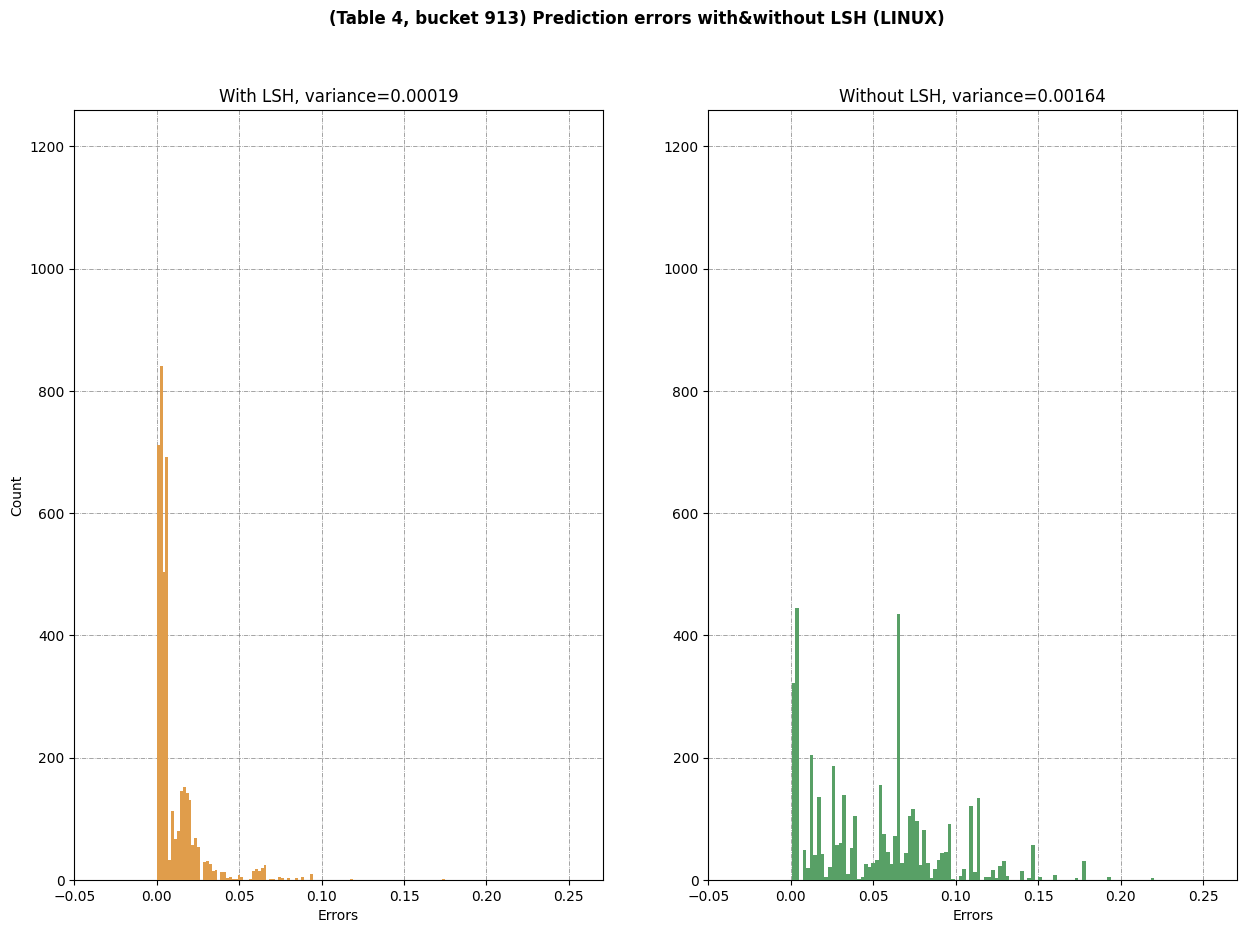 (Table 4, bucket 913) Prediction errors with&without LSH (LINUX)
With LSH, variance=0.00019
1200
1000
800
600
400
200
0
Count
−0.05 0.00 0.05 0.10 0.15 0.20 0.25
Errors
Without LSH, variance=0.00164
1200
1000
800
600
400
200
0
−0.05 0.00 0.05 0.10 0.15 0.20 0.25
Errors